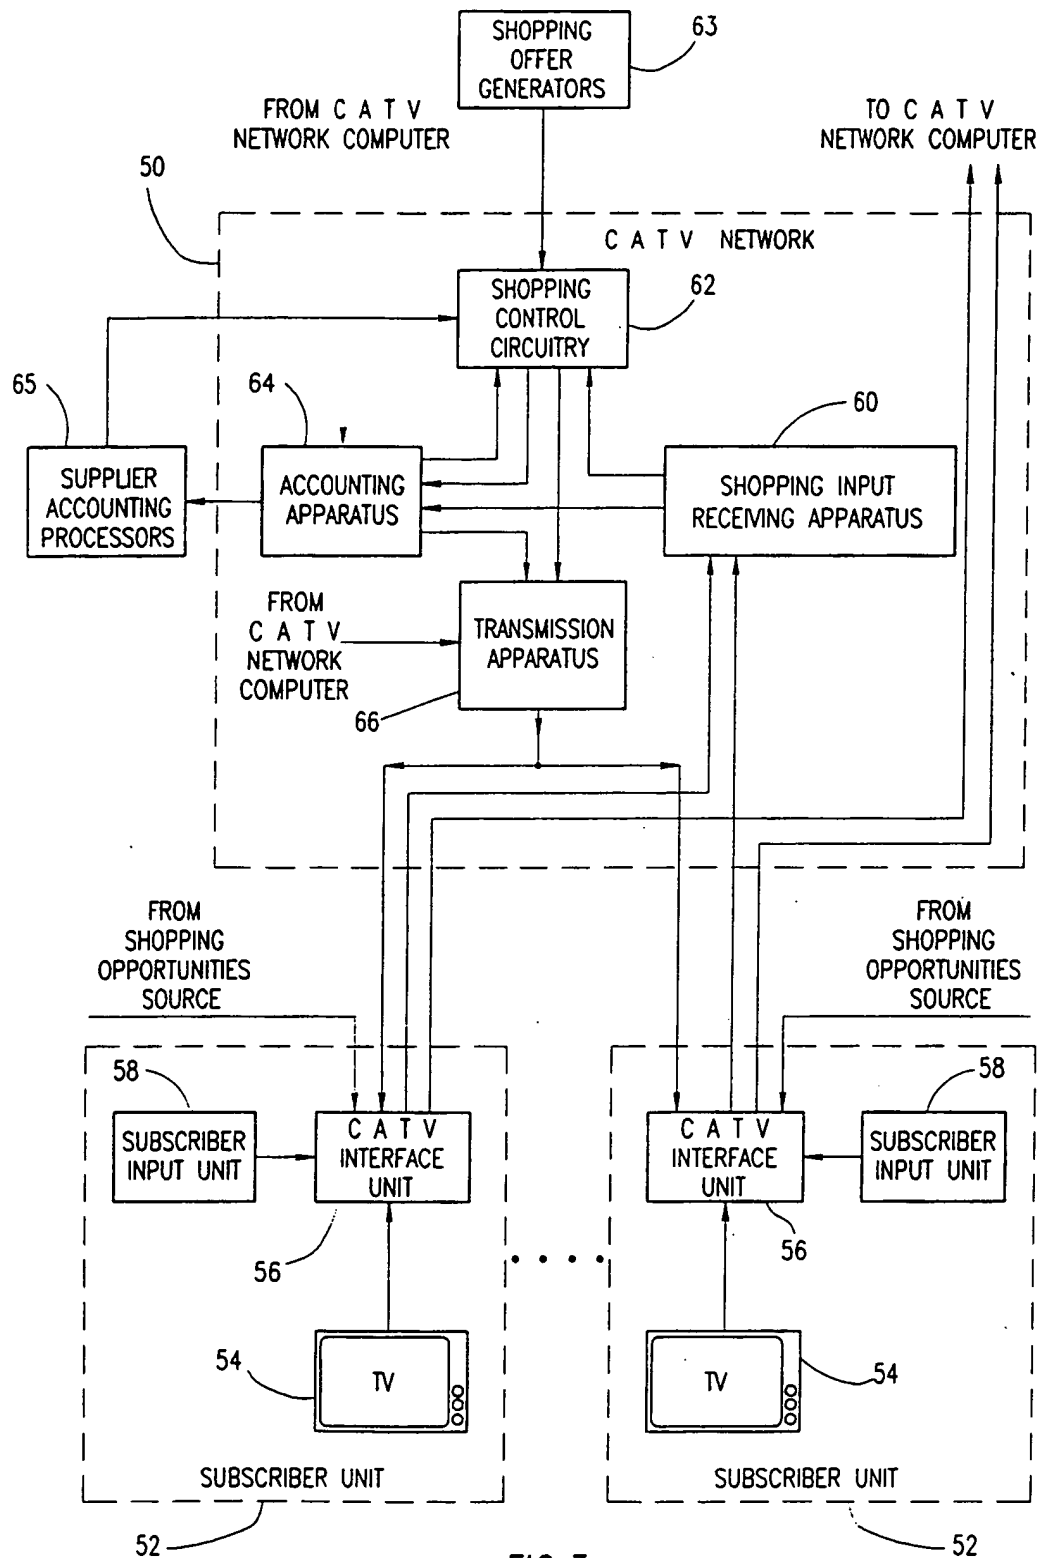 SHOPPING
OFFER
GENERATORS
63
FROM C A T V
NETWORK COMPUTER
TO C A T V
NETWORK COMPUTER
50
C A T V NETWORK
SHOPPING
CONTROL
CIRCUITRY
62
65
64
60
SUPPLIER
ACCOUNTING
PROCESSORS
ACCOUNTING
APPARATUS
SHOPPING INPUT
RECEIVING APPARATUS
FROM
C A T V
NETWORK
COMPUTER
TRANSMISSION
APPARATUS
66
FROM
SHOPPING
OPPORTUNITIES
SOURCE
FROM
SHOPPING
OPPORTUNITIES
SOURCE
58
SUBSCRIBER
INPUT UNIT
C A T V
INTERFACE
UNIT
56
54
TV
SUBSCRIBER UNIT
52
58
C A T V
INTERFACE
UNIT
SUBSCRIBER
INPUT UNIT
56
TV
54
SUBSCRIBER UNIT
52